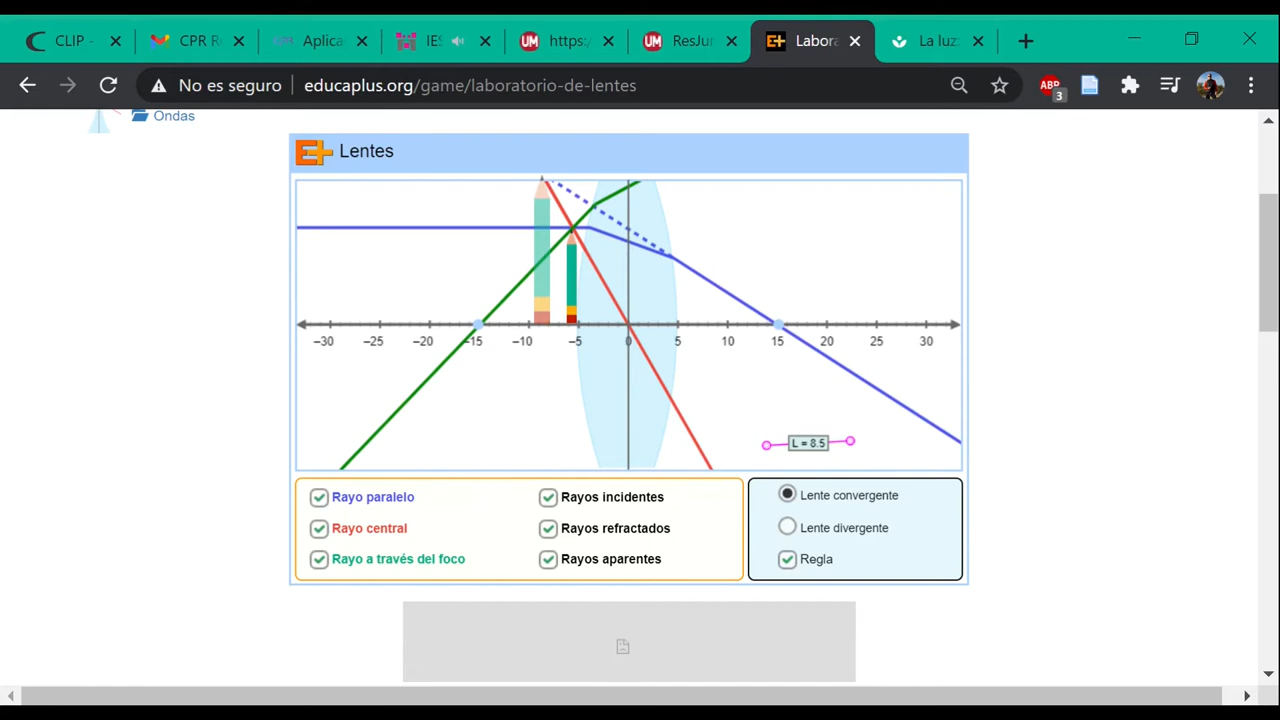 CLIP - CPR Re CPR Aplica IES https:/ ResJu Labora La luz
No es seguro educaplus.org/game/laboratorio-de-lentes ABP 3
Ondas
E+ Lentes
−30 −25 −20 −15 −10 −5 0 5 10 15 20 25 30
L = 8.5
Rayo paralelo Rayos incidentes Lente convergente
Rayo central Rayos refractados Lente divergente
Rayo a través del foco Rayos aparentes Regla